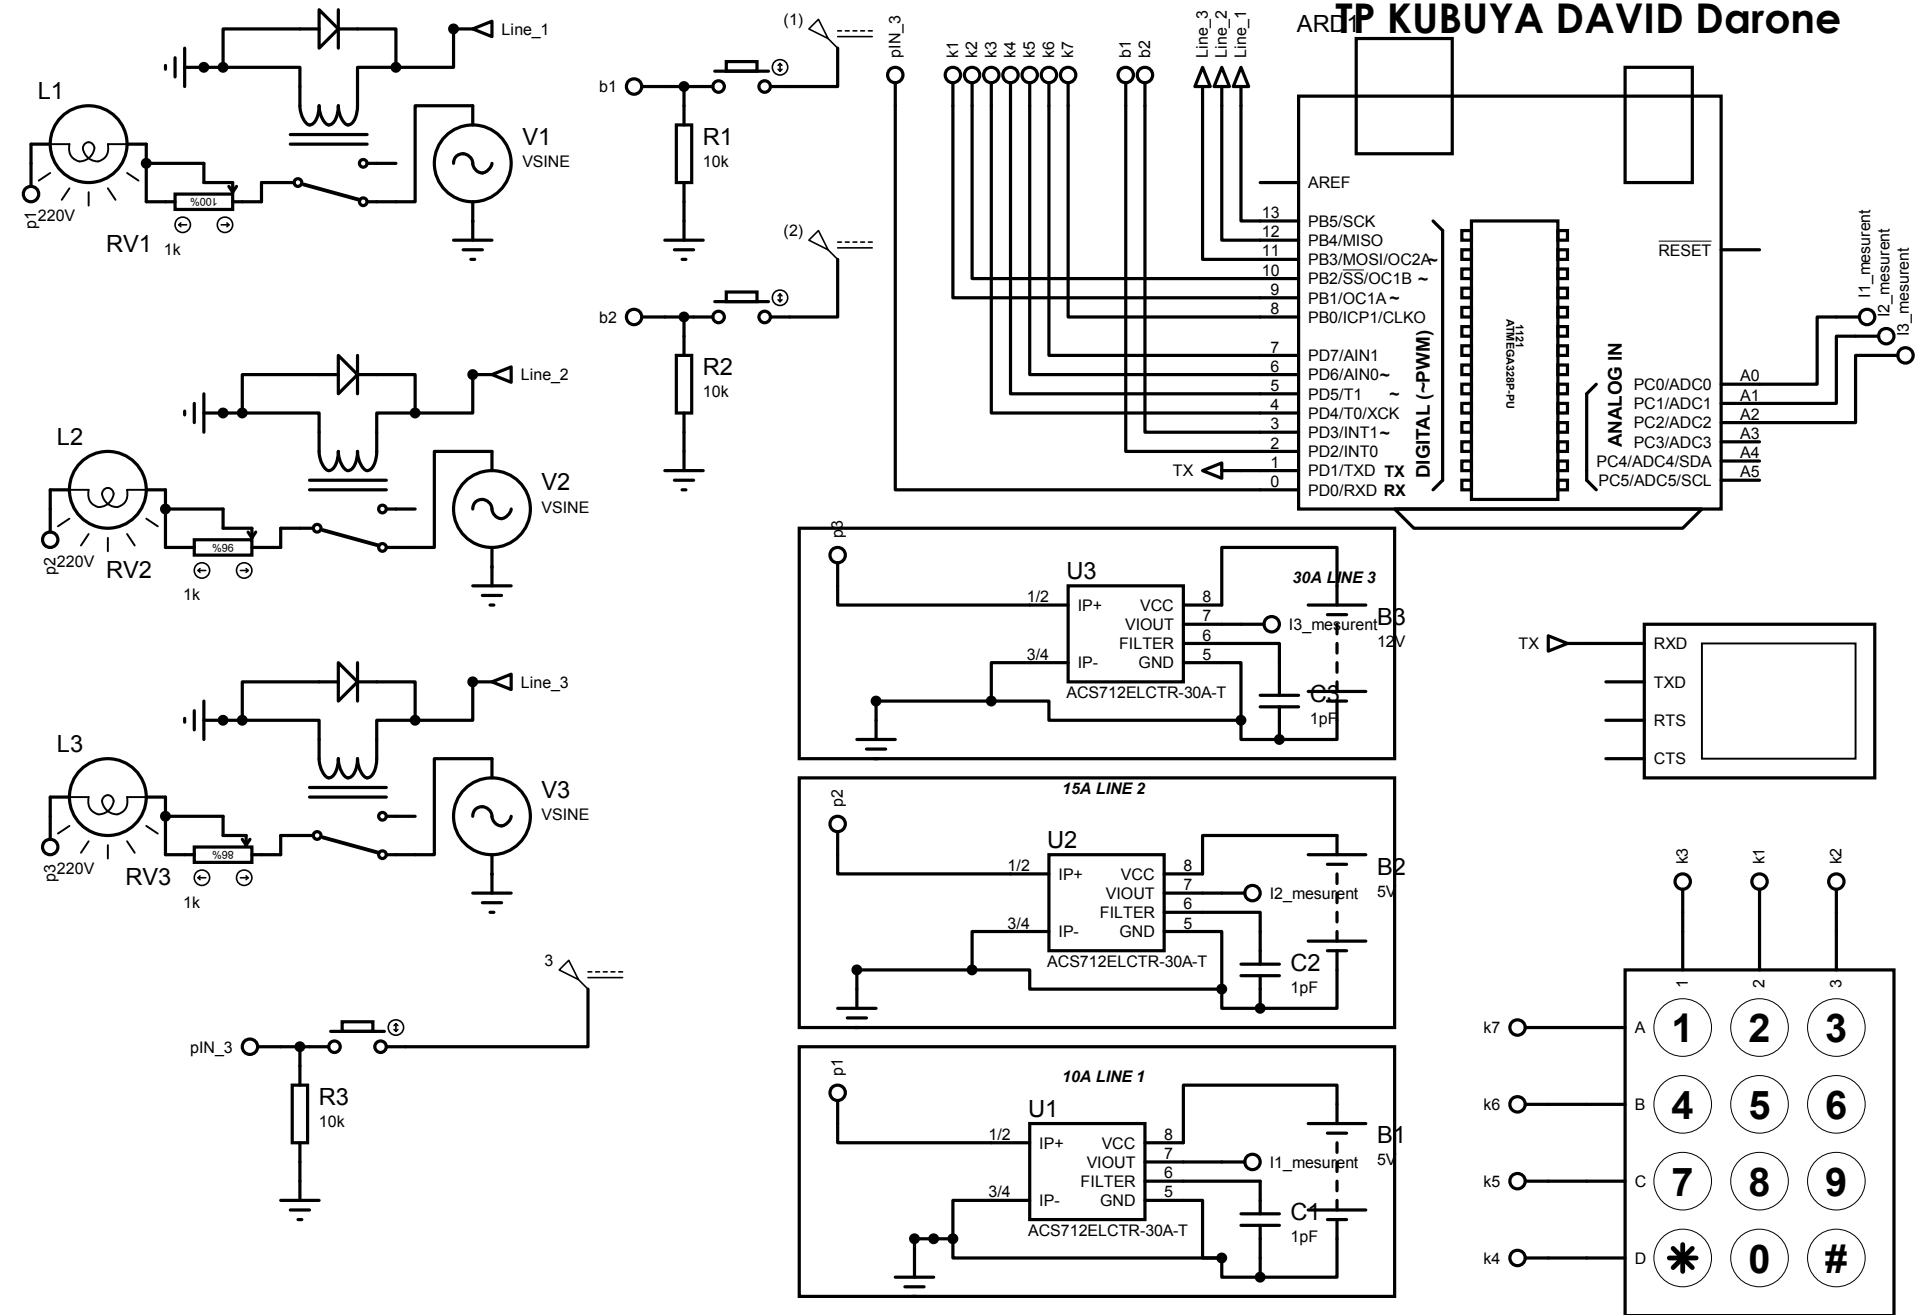 TP KUBUYA DAVID Darone
ARD1
Line_1
L1
p1
220V
RV1
1k
100%
V1
VSINE
(1)
b1
R1
10k
(2)
b2
R2
10k
pIN_3
k1
k2
k3
k4
k5
k6
k7
b1
b2
Line_3
Line_2
Line_1
AREF
13 PB5/SCK
12 PB4/MISO
11 PB3/MOSI/OC2A~
10 PB2/SS/OC1B ~
9 PB1/OC1A ~
8 PB0/ICP1/CLKO
7 PD7/AIN1
6 PD6/AIN0~
5 PD5/T1 ~
4 PD4/T0/XCK
3 PD3/INT1~
2 PD2/INT0
TX 1 PD1/TXD TX
0 PD0/RXD RX
DIGITAL (~PWM)
1121
ATMEGA328P-PU
ANALOG IN
RESET
PC0/ADC0 A0
PC1/ADC1 A1
PC2/ADC2 A2
PC3/ADC3 A3
PC4/ADC4/SDA A4
PC5/ADC5/SCL A5
I1_mesurent
I2_mesurent
I3_mesurent
Line_2
L2
p2
220V
RV2
1k
96%
V2
VSINE
Line_3
L3
p3
220V
RV3
1k
98%
V3
VSINE
3
pIN_3
R3
10k
p3
U3
30A LINE 3
1/2 IP+ VCC 8
VIOUT 7 I3_mesurent
FILTER 6
3/4 IP- GND 5
ACS712ELCTR-30A-T
B3
12V
C3
1pF
15A LINE 2
p2
U2
1/2 IP+ VCC 8
VIOUT 7 I2_mesurent
FILTER 6
3/4 IP- GND 5
ACS712ELCTR-30A-T
B2
5V
C2
1pF
p1
10A LINE 1
U1
1/2 IP+ VCC 8
VIOUT 7 I1_mesurent
FILTER 6
3/4 IP- GND 5
ACS712ELCTR-30A-T
B1
5V
C1
1pF
TX RXD
TXD
RTS
CTS
k3 k1 k2
1 2 3
k7 A 1 2 3
k6 B 4 5 6
k5 C 7 8 9
k4 D * 0 #